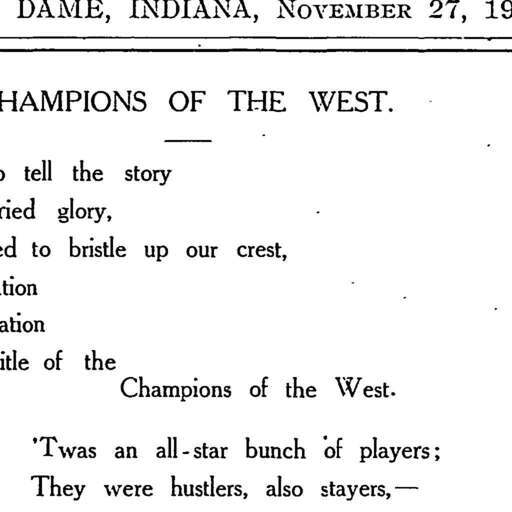 DAME, INDIANA, NOVEMBER 27, 19
HAMPIONS OF THE WEST.
tell the story
ried glory,
ed to bristle up our crest,
tion
ation
itle of the
Champions of the West.
'Twas an all-star bunch of players;
They were hustlers, also stayers,—